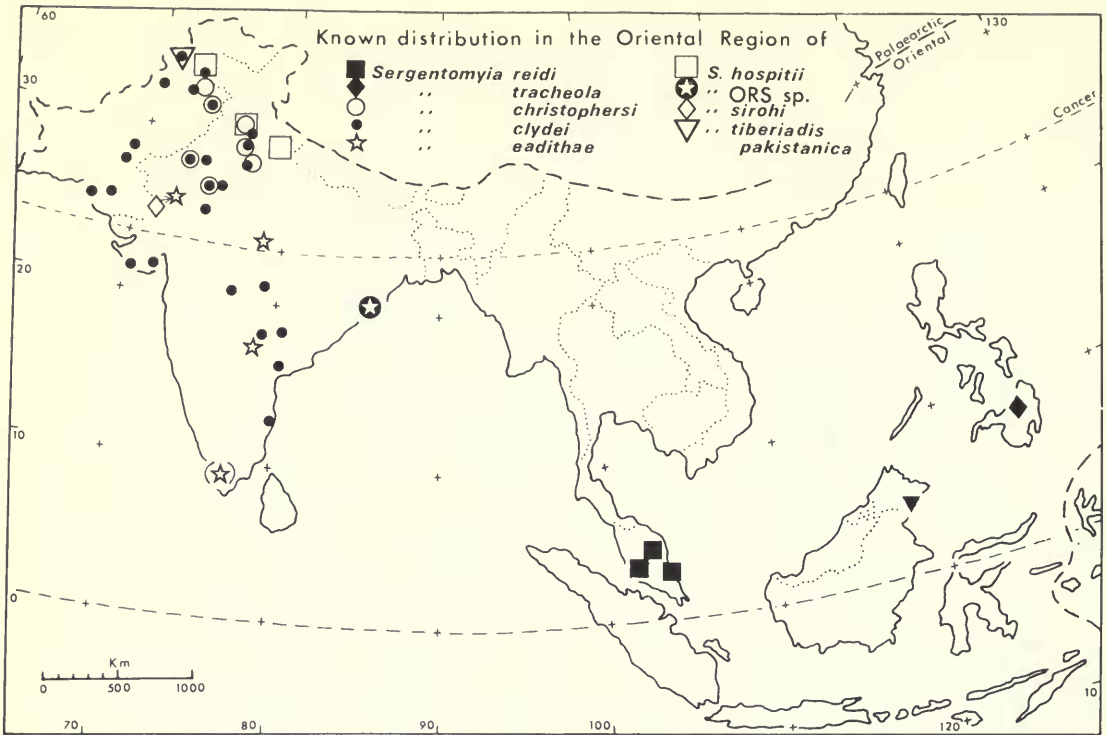 60
130
Known distribution in the Oriental Region of
Palaearctic
Oriental
Sergentomyia reidi
,, tracheola
,, christophersi
,, clydei
,, eadithae
S. hospitii
,, ORS sp.
,, sirohi
,, tiberiadis
pakistanica
30
Cancer
20
10
0
Km
0 500 1000
10
70 80 90 100 120